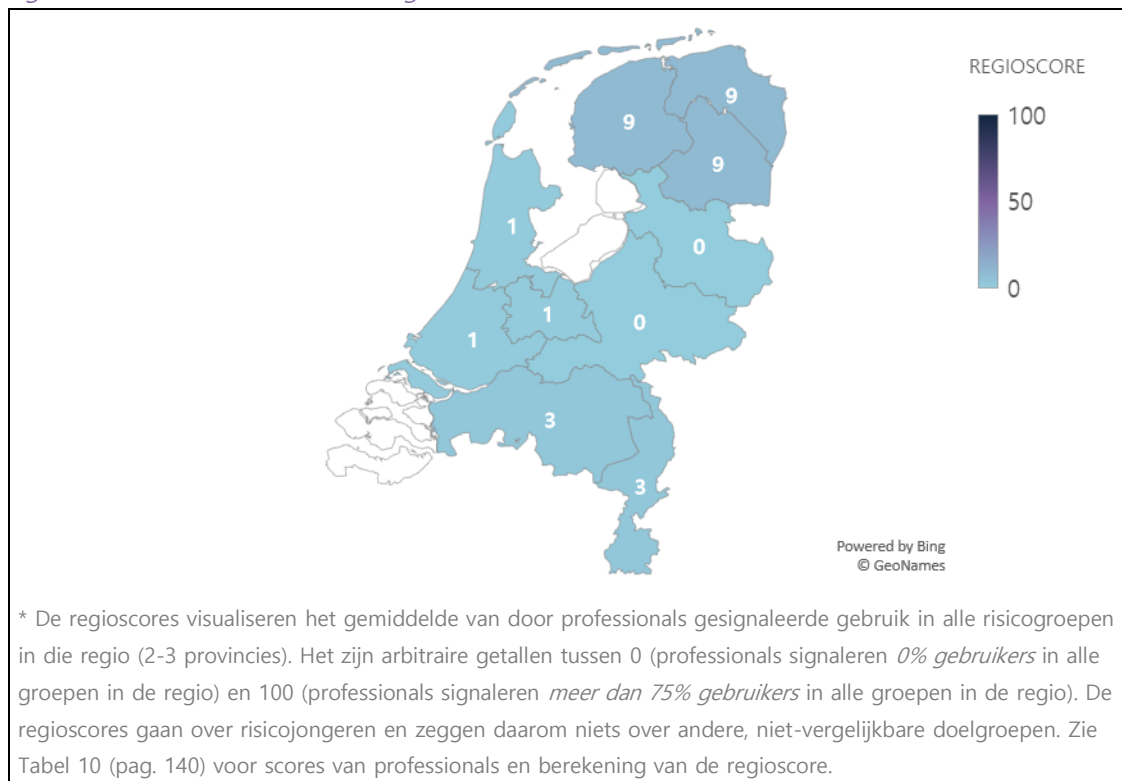 REGIOSCORE
100
50
0
9
9
9
1
0
1
0
1
3
3
Powered by Bing
© GeoNames
* De regioscores visualiseren het gemiddelde van door professionals gesignaleerde gebruik in alle risicogroepen
in die regio (2-3 provincies). Het zijn arbitraire getallen tussen 0 (professionals signaleren 0% gebruikers in alle
groepen in de regio) en 100 (professionals signaleren meer dan 75% gebruikers in alle groepen in de regio). De
regioscores gaan over risicojongeren en zeggen daarom niets over andere, niet-vergelijkbare doelgroepen. Zie
Tabel 10 (pag. 140) voor scores van professionals en berekening van de regioscore.